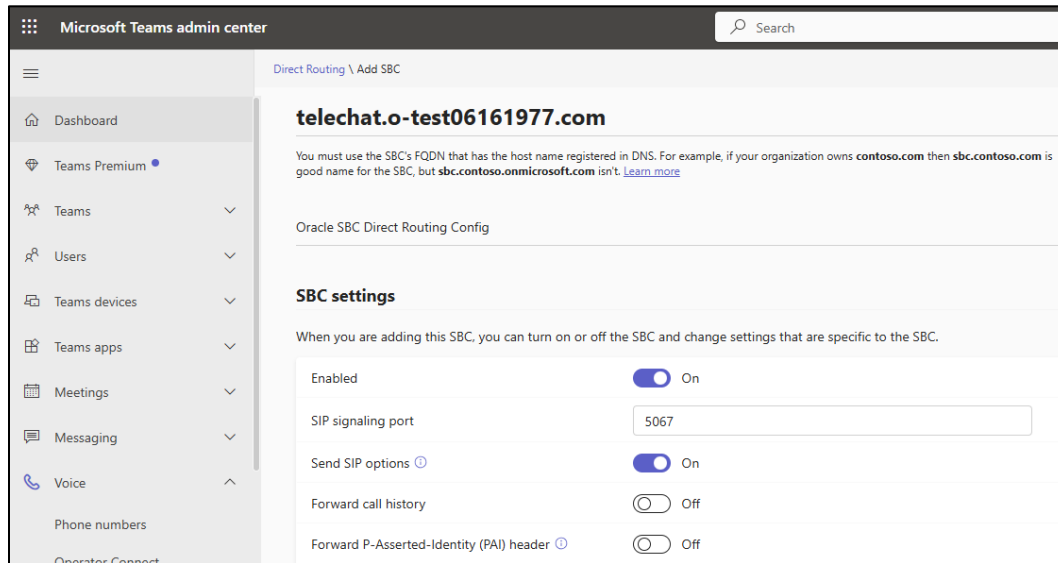 Microsoft Teams admin center
Search
Direct Routing \ Add SBC
Dashboard
Teams Premium
Teams
Users
Teams devices
Teams apps
Meetings
Messaging
Voice
Phone numbers
Operator Connect
telechat.o-test06161977.com
You must use the SBC's FQDN that has the host name registered in DNS. For example, if your organization owns contoso.com then sbc.contoso.com is
good name for the SBC, but sbc.contoso.onmicrosoft.com isn't. Learn more
Oracle SBC Direct Routing Config
SBC settings
When you are adding this SBC, you can turn on or off the SBC and change settings that are specific to the SBC.
Enabled On
SIP signaling port 5067
Send SIP options On
Forward call history Off
Forward P-Asserted-Identity (PAI) header Off